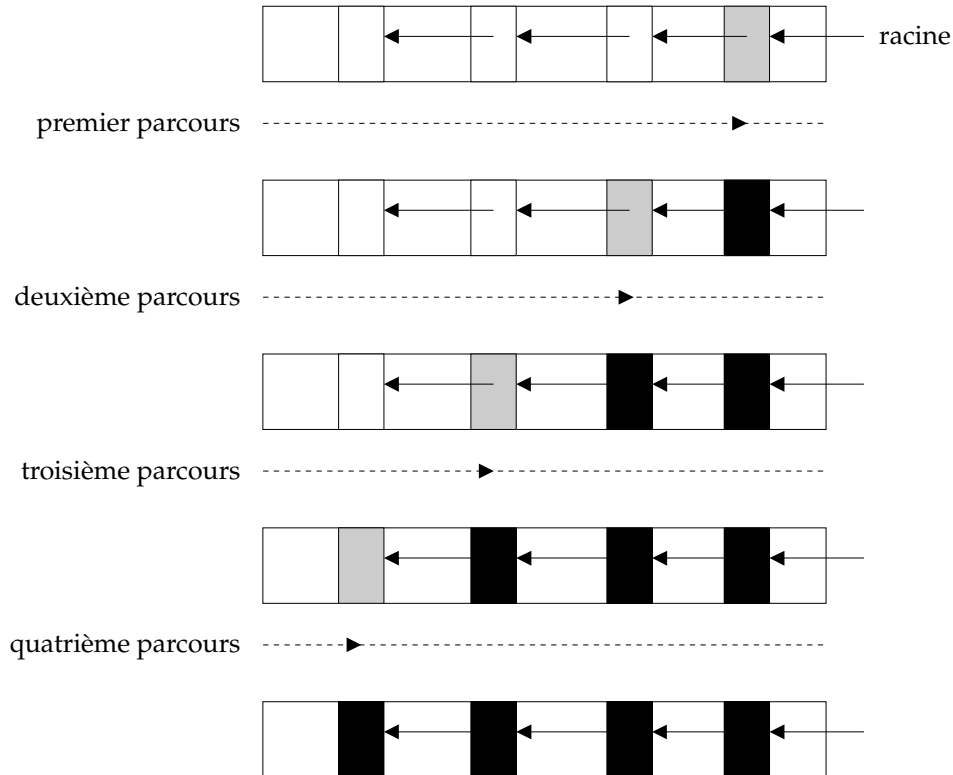 racine
premier parcours
deuxième parcours
troisième parcours
quatrième parcours